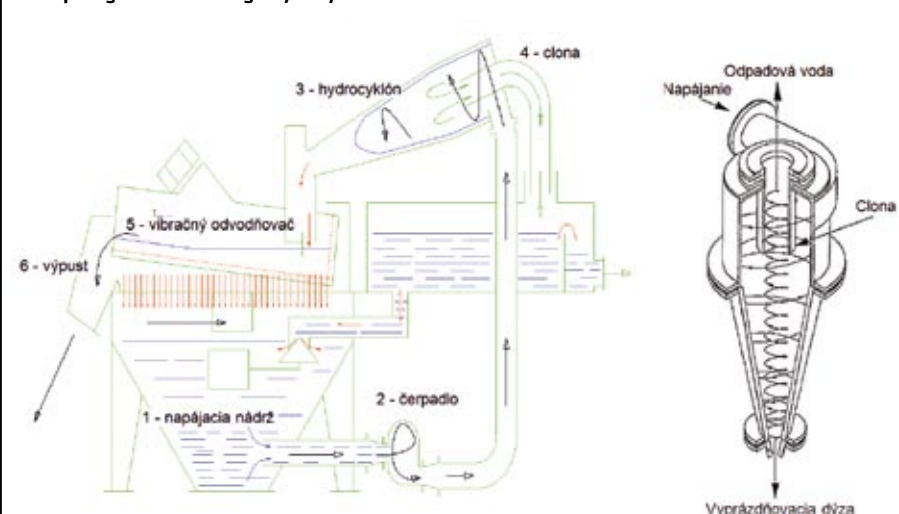 4 - clona
3 - hydrocyklón
5 - vibračný odvodňovač
6 - výpust
2 - čerpadlo
1 - napájacia nádrž
Odpadová voda
Napájanie
Clona
Vyprázdňovacia dýza